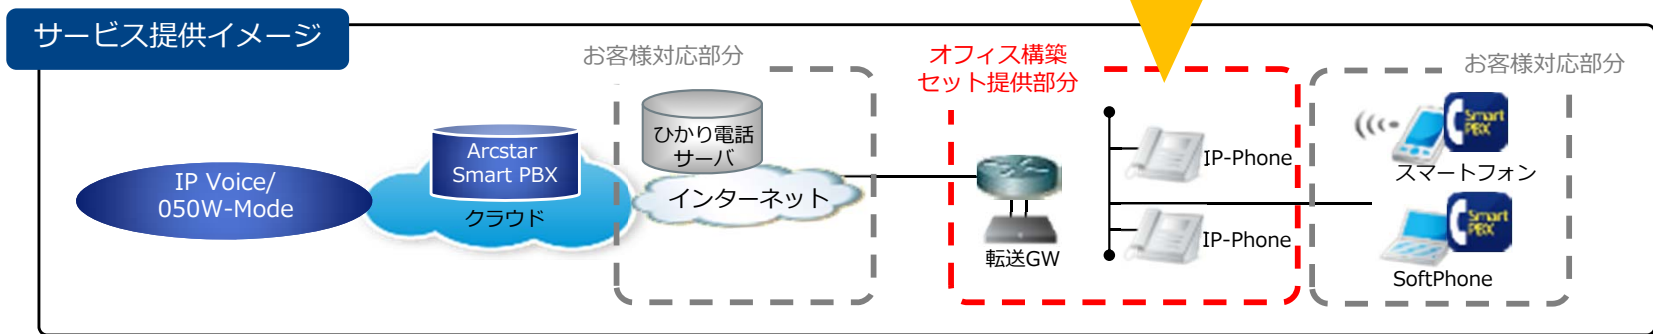 サービス提供イメージ
お客様対応部分
オフィス構築
セット提供部分
お客様対応部分
ひかり電話
サーバ
Arcstar
Smart PBX
クラウド
IP Voice/
050W-Mode
インターネット
転送GW
IP-Phone
IP-Phone
Smart
PBX
スマートフォン
Smart
PBX
SoftPhone